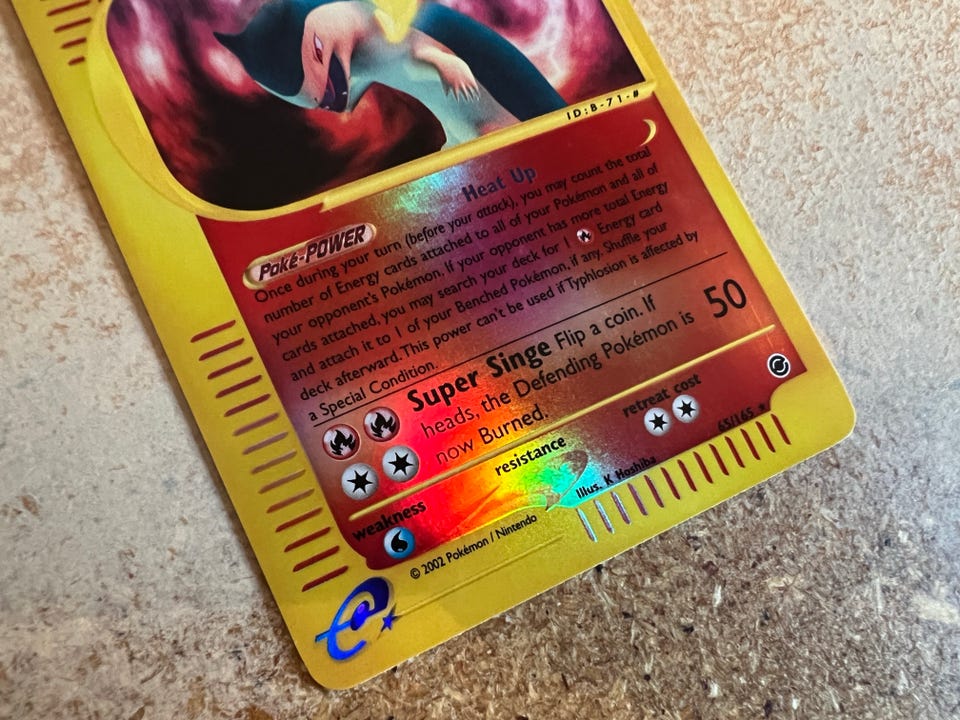 ID:B-71-#
Heat Up
Poké-POWER
Once during your turn (before your attack), you may count the total
number of Energy cards attached to all of your Pokémon and all of
your opponent's Pokémon. If your opponent has more total Energy
cards attached, you may search your deck for 1 Energy card
and attach it to 1 of your Benched Pokémon, if any. Shuffle your
deck afterward. This power can't be used if Typhlosion is affected by
a Special Condition.
Super Singe Flip a coin. If
heads, the Defending Pokémon is
now Burned.
50
weakness
resistance
retreat cost
© 2002 Pokémon / Nintendo
Illus. K Hoshiba
65/165 ★
e